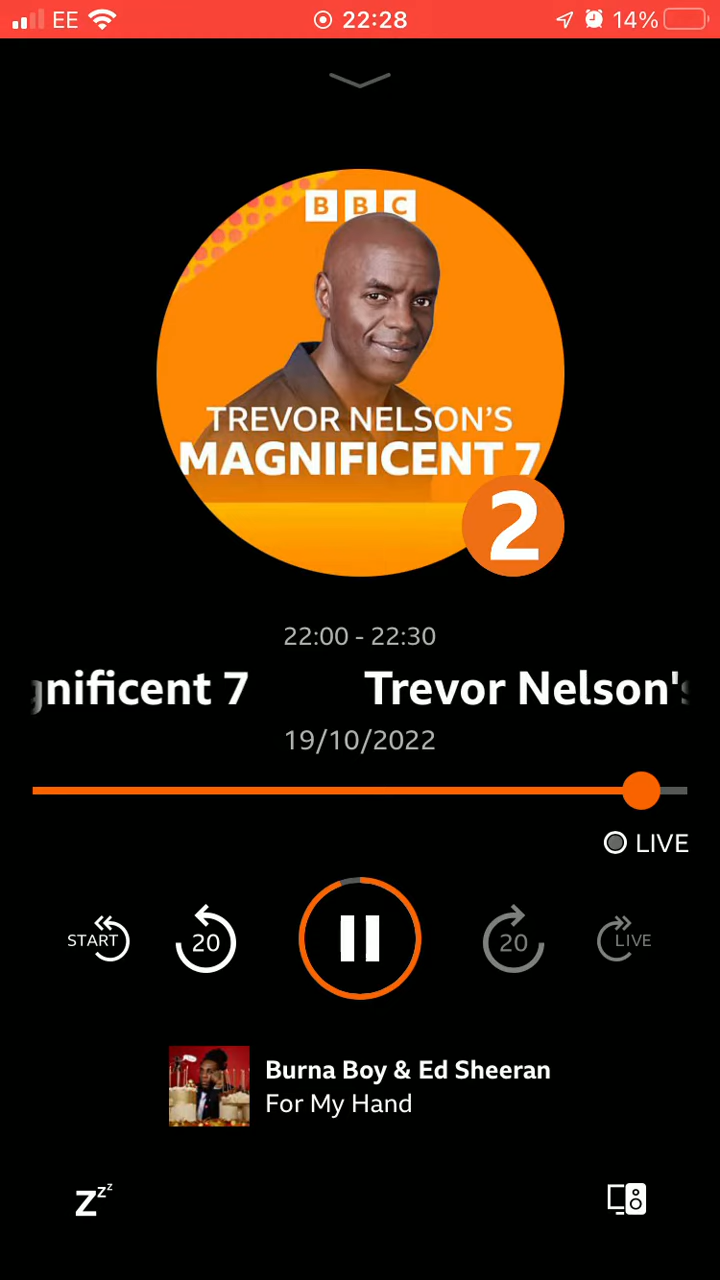 EE 22:28 14%
BBC
TREVOR NELSON'S
MAGNIFICENT 7
2
22:00 - 22:30
gnificent 7 Trevor Nelson's
19/10/2022
LIVE
START 20 20 LIVE
Burna Boy & Ed Sheeran
For My Hand
Zzz